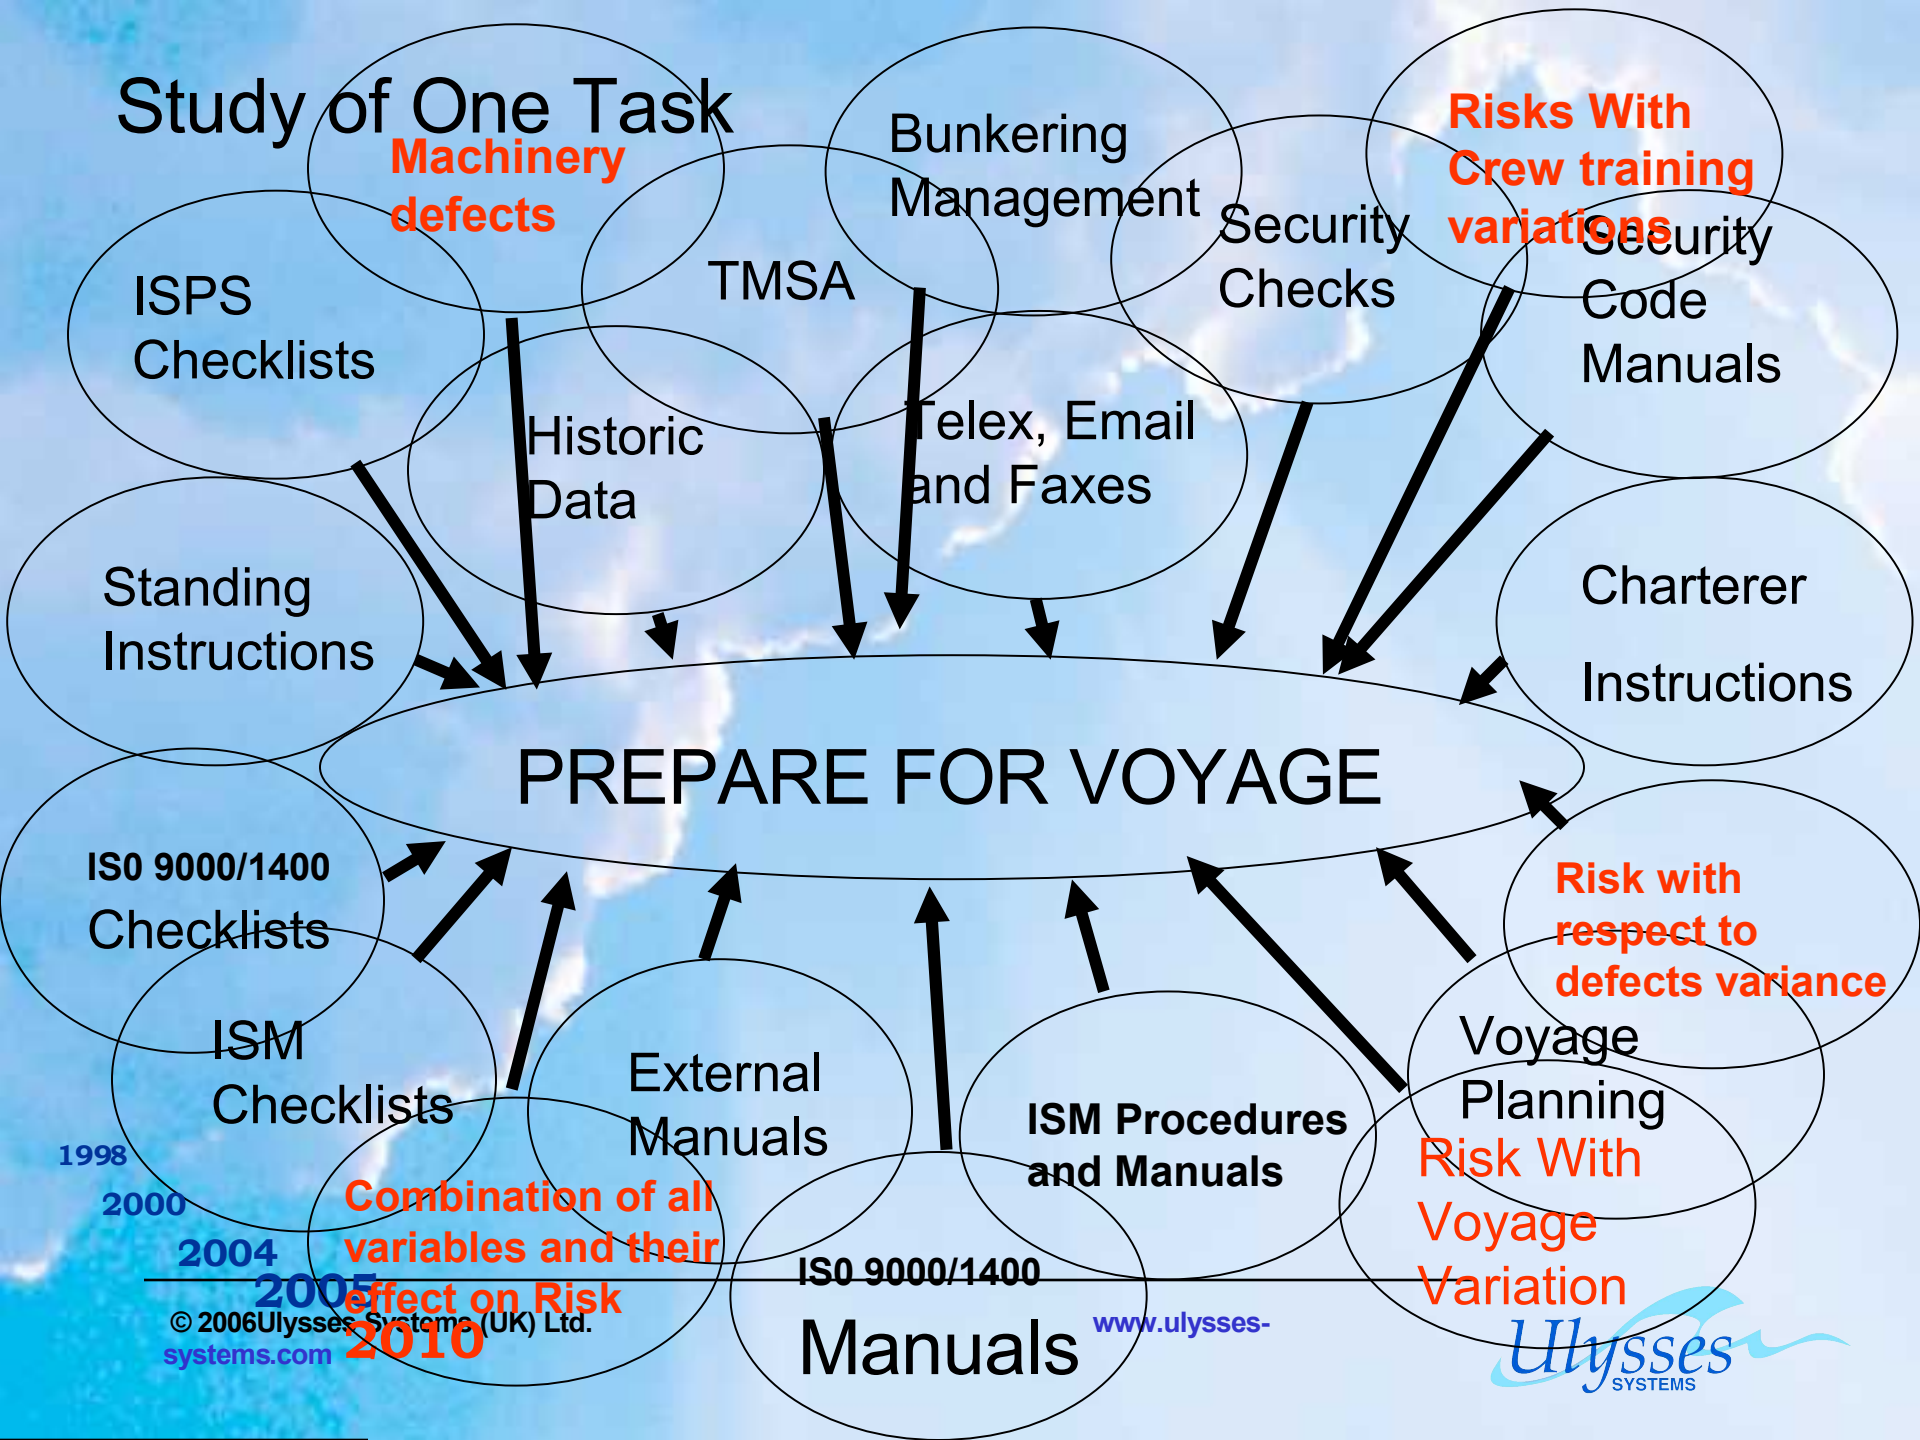 Study of One Task
Machinery
defects
Bunkering
Management
Risks With
Crew training
variations
Security
Checks
Security
Code
Manuals
TMSA
ISPS
Checklists
Historic
Data
Telex, Email
and Faxes
Standing
Instructions
Charterer
Instructions
PREPARE FOR VOYAGE
IS0 9000/1400
Checklists
Risk with
respect to
defects variance
ISM
Checklists
External
Manuals
ISM Procedures
and Manuals
Voyage
Planning
Risk With
Voyage
Variation
1998
2000
2004
2005
2010
Combination of all
variables and their
effect on Risk
IS0 9000/1400
Manuals
© 2006Ulysses Systems (UK) Ltd.
www.ulysses-
systems.com
Ulysses
SYSTEMS